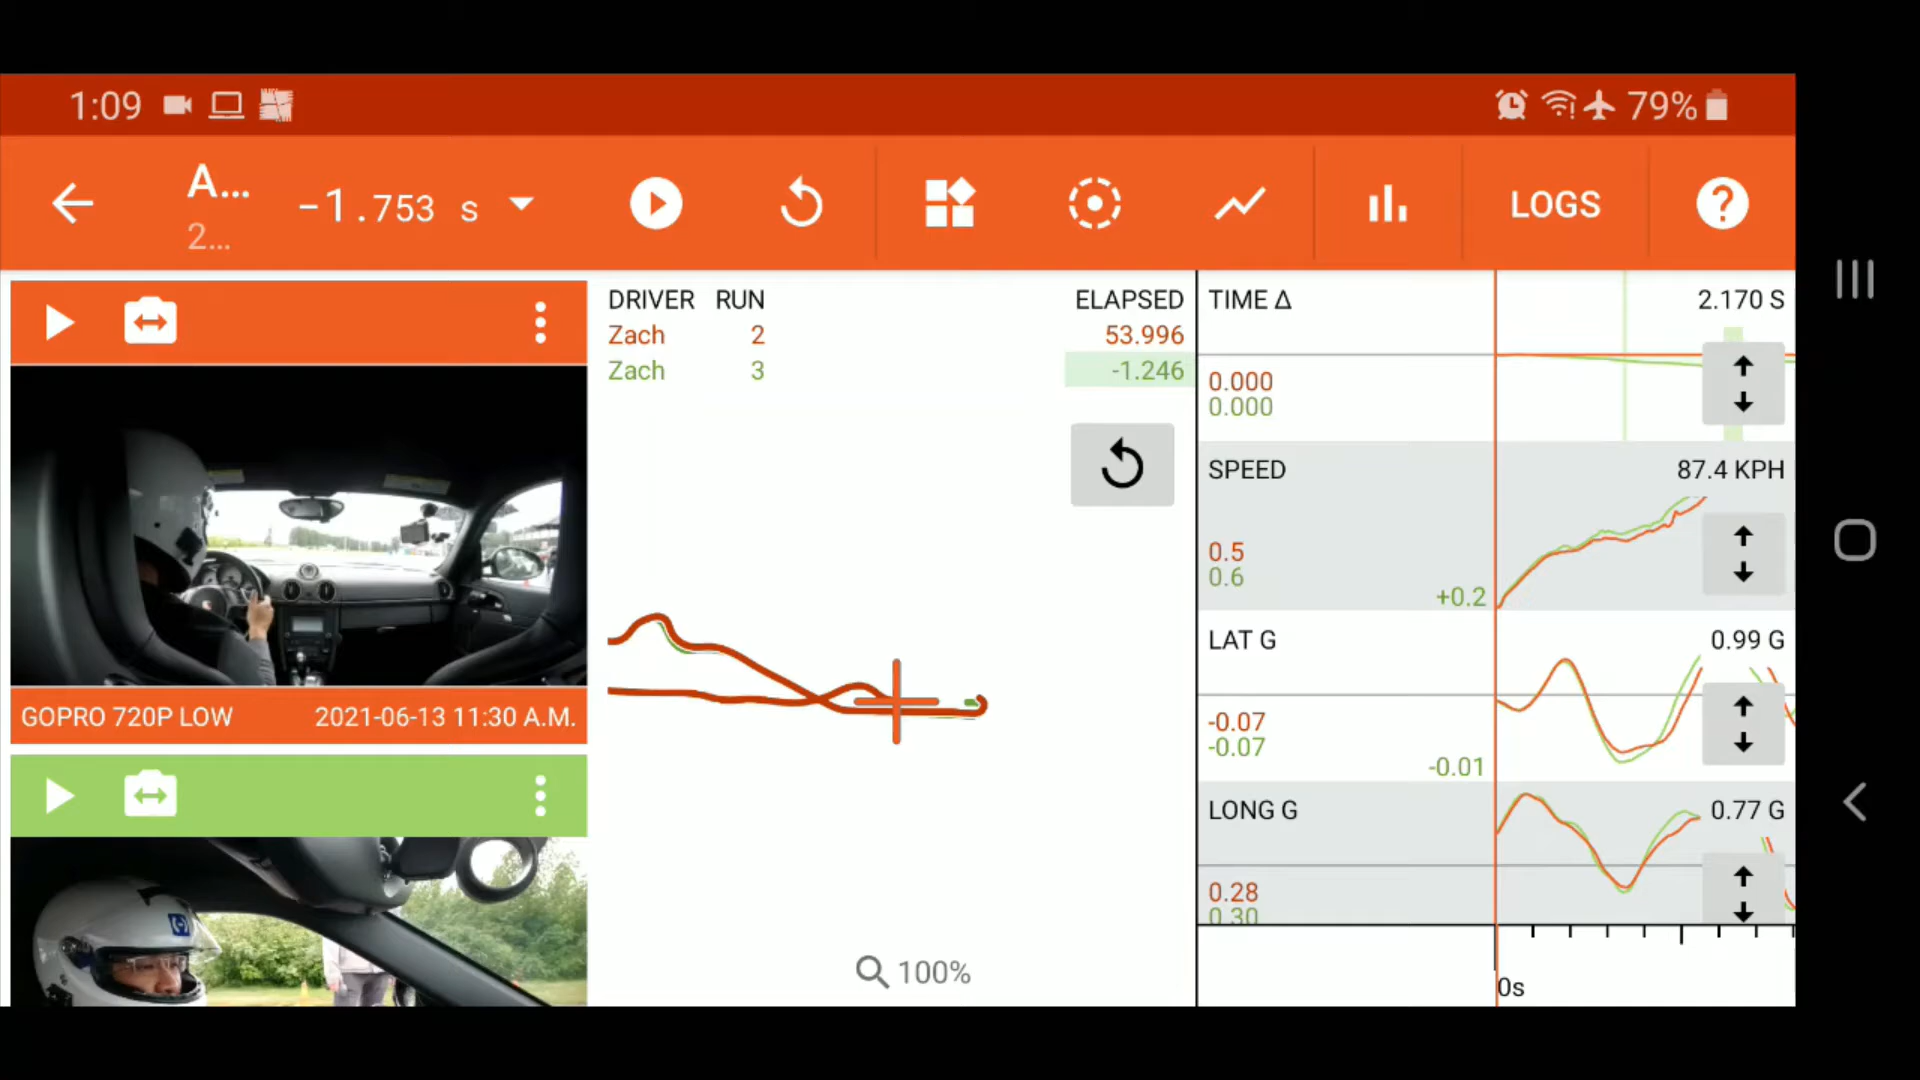 1:09
79%
A...
2...
-1.753 s
LOGS
DRIVER RUN ELAPSED
Zach 2 53.996
Zach 3 -1.246
TIME Δ 2.170 S
0.000
0.000
SPEED 87.4 KPH
0.5
0.6
+0.2
LAT G 0.99 G
-0.07
-0.07
-0.01
LONG G 0.77 G
0.28
0.30
0s
GOPRO 720P LOW 2021-06-13 11:30 A.M.
100%